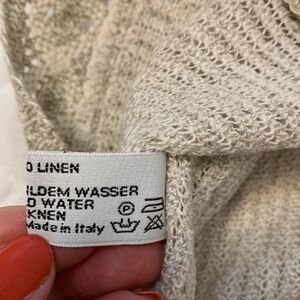 O LINEN
ILDEM WASSER
D WATER
KNEN
Made in Italy
P